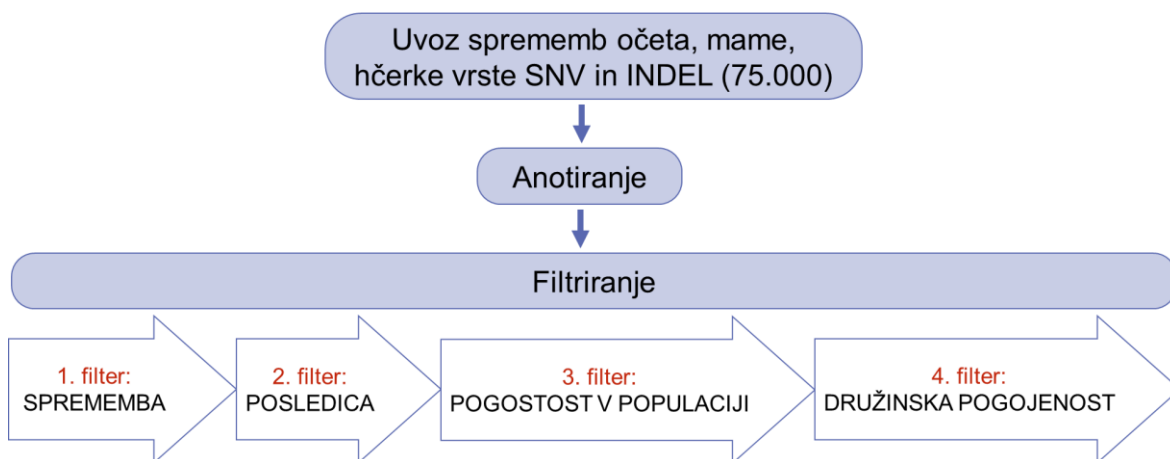 Uvoz sprememb očeta, mame,
hčerke vrste SNV in INDEL (75.000)
Anotiranje
Filtriranje
1. filter:
SPREMEMBA
2. filter:
POSLEDICA
3. filter:
POGOSTOST V POPULACIJI
4. filter:
DRUŽINSKA POGOJENOST